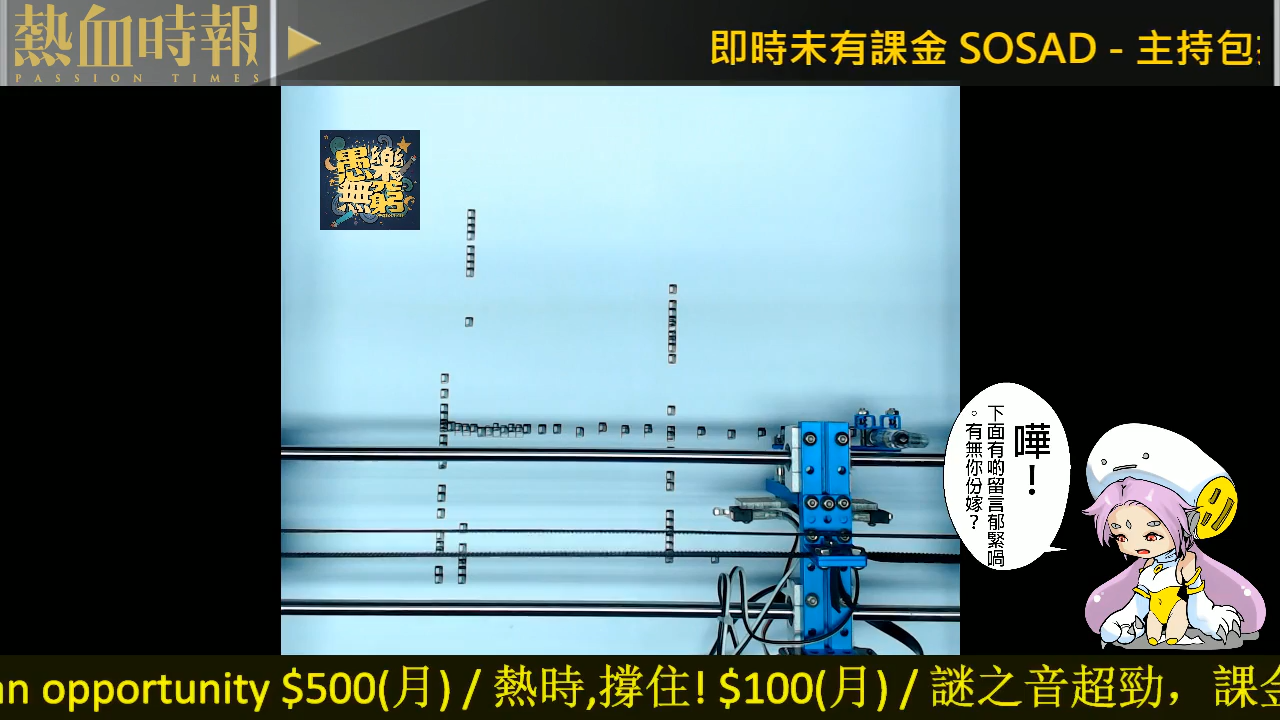 熱血時報
PASSION TIMES
即時未有課金 SOSAD - 主持包
愚樂
無窮
嘩！
下面有啲留言郁緊喎
。有無你份嫁？
an opportunity $500(月) / 熱時,撐住! $100(月) / 謎之音超勁，課金